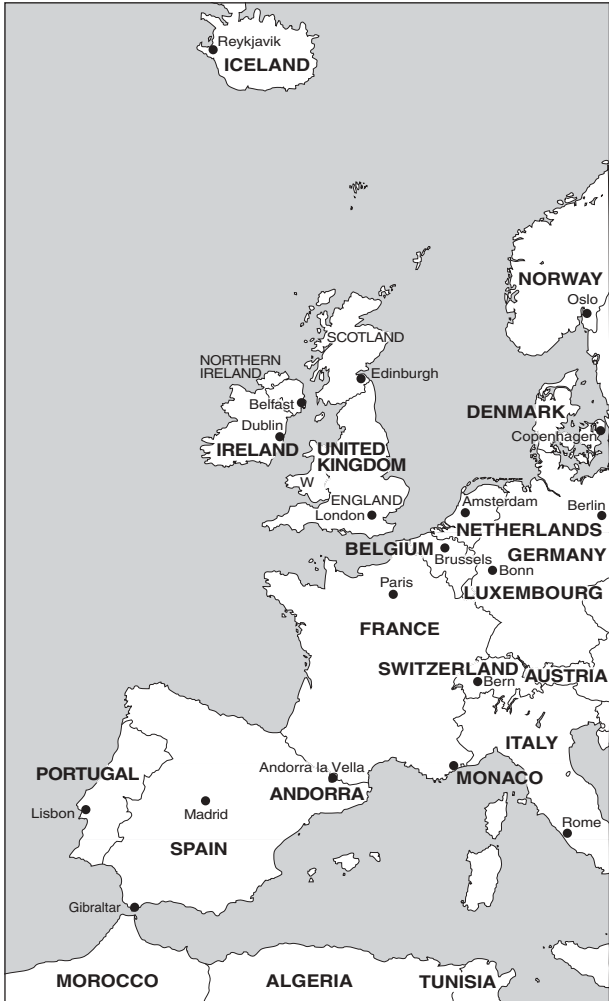 Reykjavik
ICELAND
NORWAY
Oslo
SCOTLAND
NORTHERN
IRELAND
Edinburgh
Belfast
DENMARK
Dublin
Copenhagen
IRELAND
UNITED
KINGDOM
W
ENGLAND
London
Amsterdam
Berlin
NETHERLANDS
BELGIUM
Brussels
GERMANY
Bonn
Paris
LUXEMBOURG
FRANCE
SWITZERLAND
Bern
AUSTRIA
ITALY
PORTUGAL
Andorra la Vella
MONACO
ANDORRA
Lisbon
Madrid
Rome
SPAIN
Gibraltar
MOROCCO
ALGERIA
TUNISIA